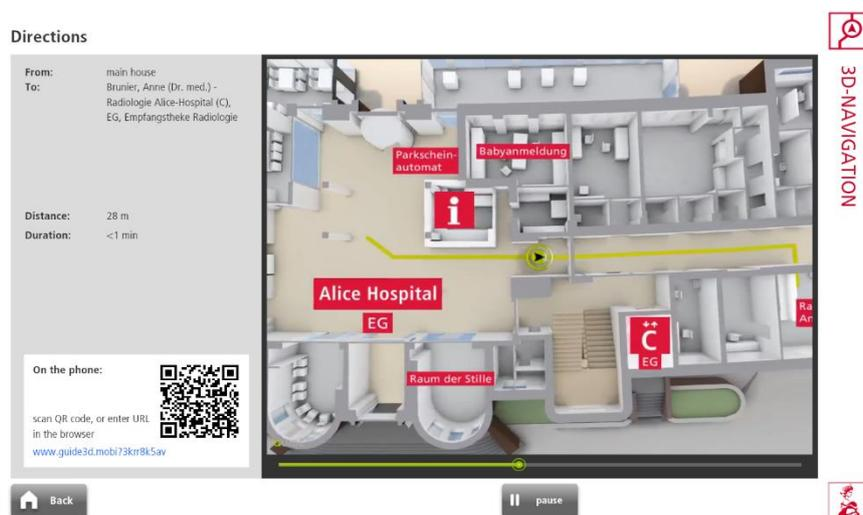 Directions
From: main house
To: Brunier, Anne (Dr. med.) -
Radiologie Alice-Hospital (C),
EG, Empfangstheke Radiologie
Distance: 28 m
Duration: <1 min
On the phone:
scan QR code, or enter URL
in the browser
www.guide3d.mobi?3krr8k5av
Parkschein-
automat
Babyanmeldung
i
Alice Hospital
EG
Raum der Stille
C
EG
Ra
An
3D-NAVIGATION
Back
pause